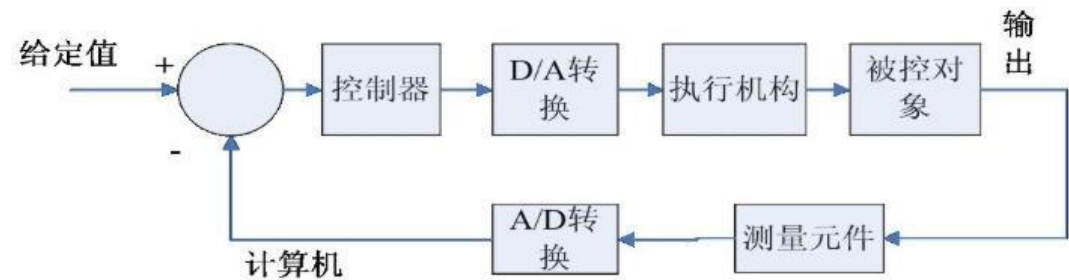 给定值
+
-
控制器
D/A转
换
执行机构
被控对
象
输
出
测量元件
A/D转
换
计算机